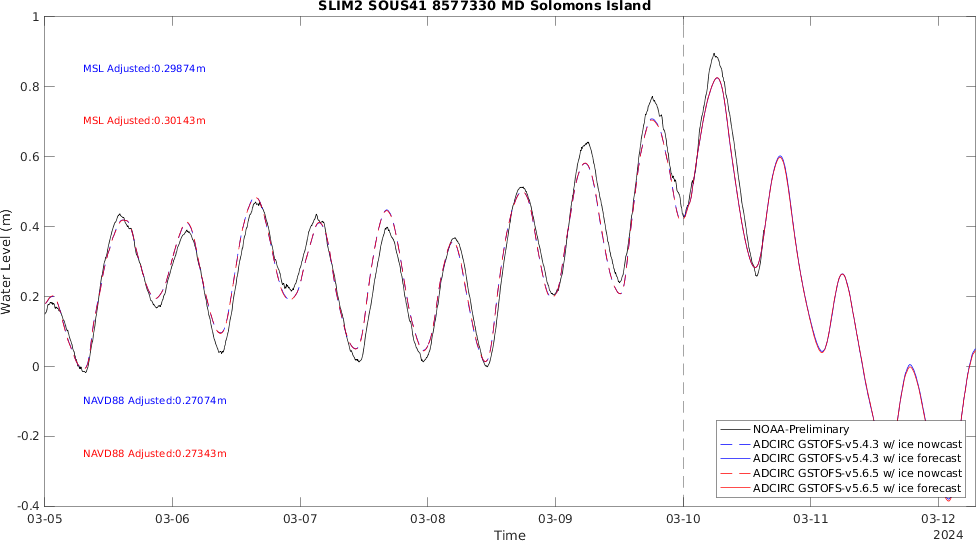 SLIM2 SOUS41 8577330 MD Solomons Island
1
0.8
0.6
0.4
0.2
0
-0.2
-0.4
Water Level (m)
MSL Adjusted:0.29874m
MSL Adjusted:0.30143m
NAVD88 Adjusted:0.27074m
NAVD88 Adjusted:0.27343m
NOAA-Preliminary
ADCIRC GSTOFS-v5.4.3 w/ ice nowcast
ADCIRC GSTOFS-v5.4.3 w/ ice forecast
ADCIRC GSTOFS-v5.6.5 w/ ice nowcast
ADCIRC GSTOFS-v5.6.5 w/ ice forecast
03-05 03-06 03-07 03-08 03-09 03-10 03-11 03-12
Time
2024